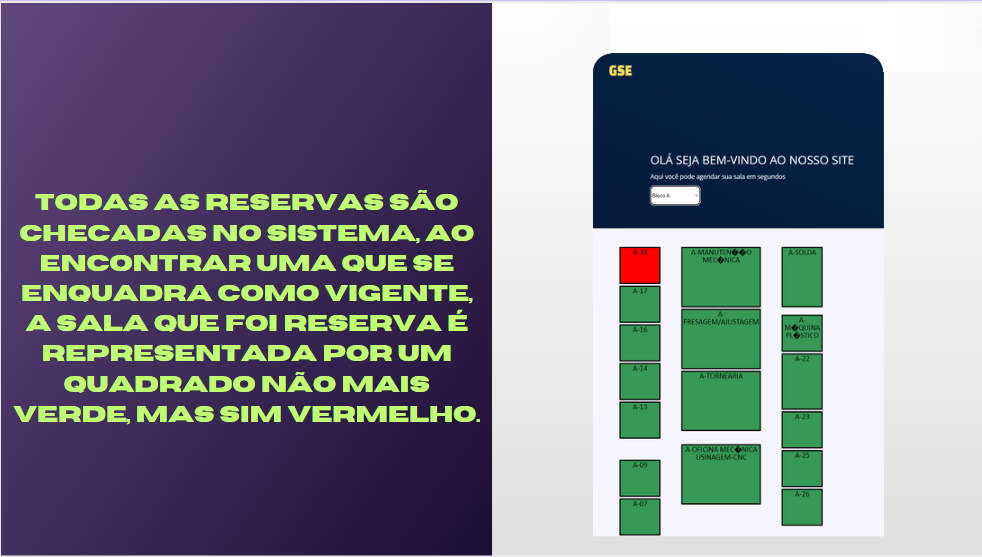 TODAS AS RESERVAS SÃO
CHECADAS NO SISTEMA, AO
ENCONTRAR UMA QUE SE
ENQUADRA COMO VIGENTE,
A SALA QUE FOI RESERVA É
REPRESENTADA POR UM
QUADRADO NÃO MAIS
VERDE, MAS SIM VERMELHO.
GSE
OLÁ SEJA BEM-VINDO AO NOSSO SITE
Aqui você pode agendar sua sala em segundos
Bloco A
A-18
A-17
A-16
A-14
A-13
A-09
A-07
A-MANUTEN��O
MEC�NICA
A-
FRESAGEM/AJUSTAGEM
A-TORNEARIA
A-OFICINA MEC�NICA
USINAGEM-CNC
A-SOLDA
A-
M�QUINA
PL�STICO
A-22
A-23
A-25
A-26